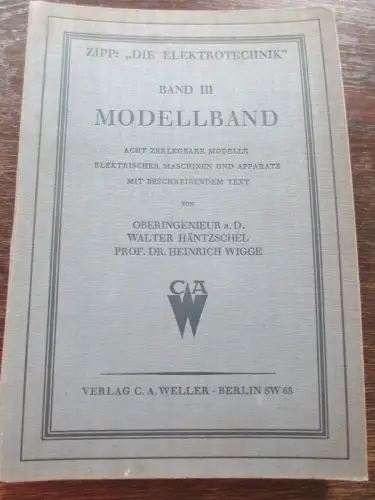 ZIPP: „DIE ELEKTROTECHNIK"
BAND III
MODELLBAND
ACHT ZERLEGBARE MODELLE
ELEKTRISCHER MASCHINEN UND APPARATE
MIT BESCHREIBENDEM TEXT
VON
OBERINGENIEUR a. D.
WALTER HÄNTZSCHEL
PROF. DR. HEINRICH WIGGE
CAW
VERLAG C. A. WELLER - BERLIN SW 68